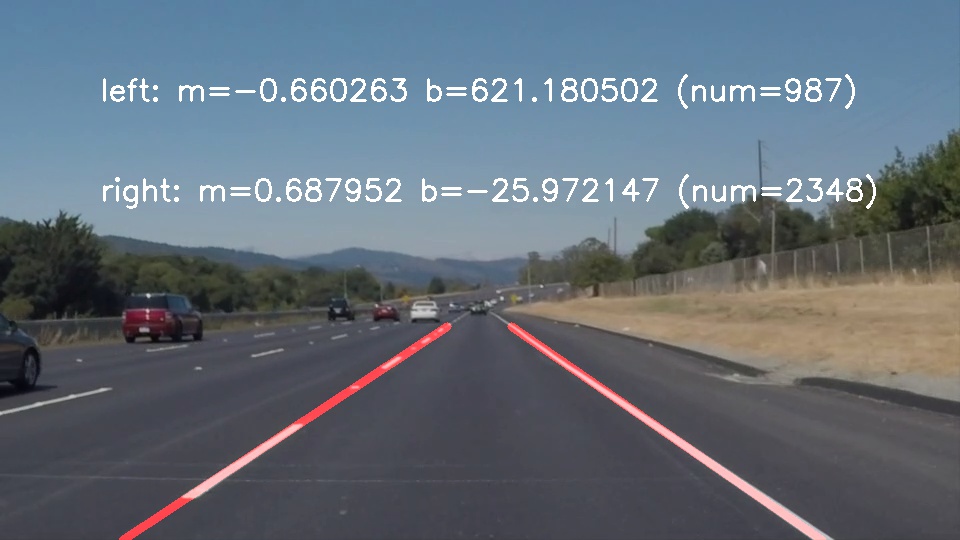 left: m=-0.660263 b=621.180502 (num=987)
right: m=0.687952 b=-25.972147 (num=2348)